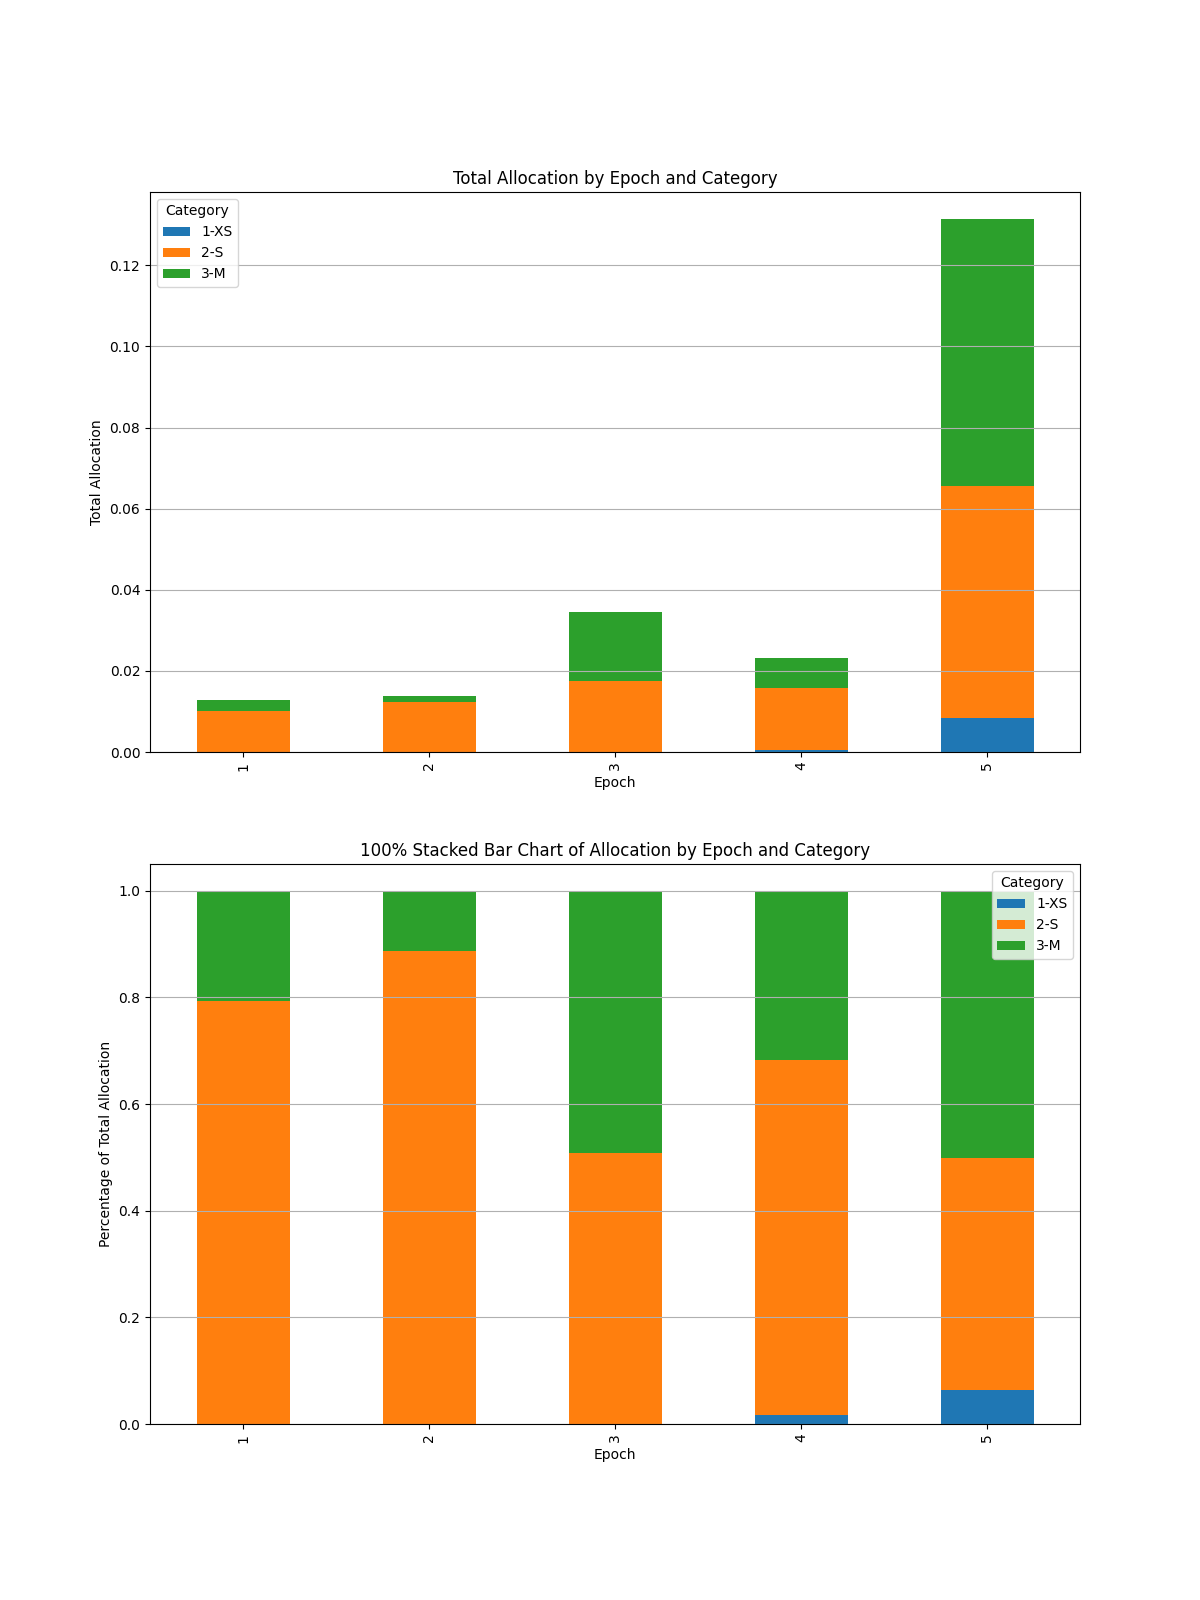 Total Allocation by Epoch and Category
Category
1-XS
2-S
3-M
0.12
0.10
0.08
0.06
0.04
0.02
0.00
Total Allocation
1
2
3
4
5
Epoch
100% Stacked Bar Chart of Allocation by Epoch and Category
Category
1-XS
2-S
3-M
1.0
0.8
0.6
0.4
0.2
0.0
Percentage of Total Allocation
1
2
3
4
5
Epoch